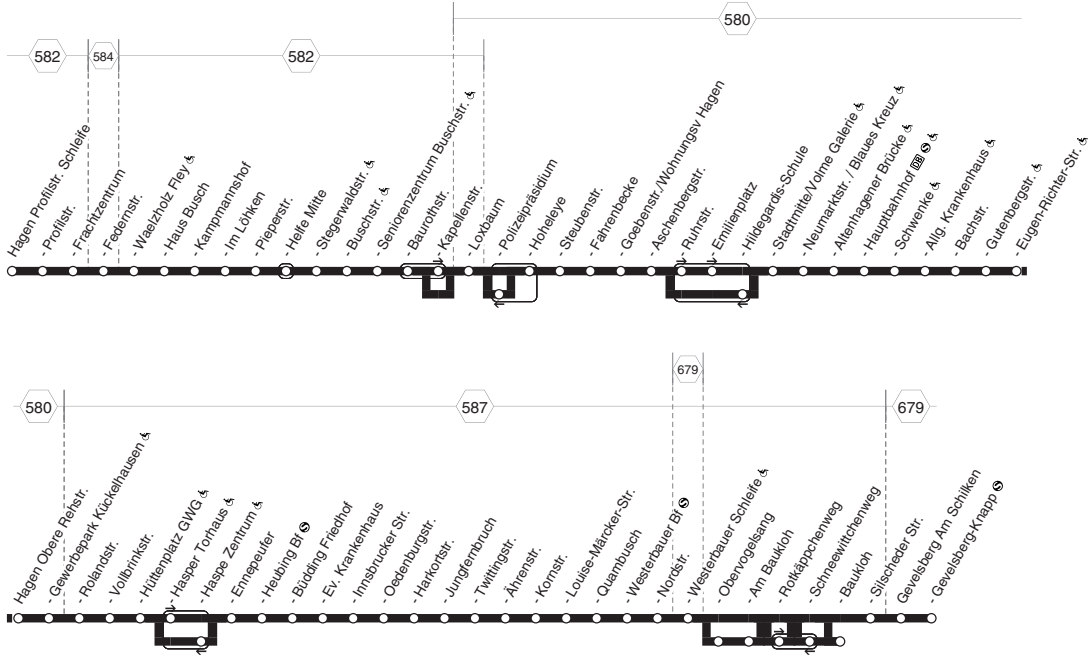 580
582
584
582
Hagen Profilstr. Schleife
- Profilstr.
- Frachtzentrum
- Federnstr.
- Waelzholz Fley
- Haus Busch
- Kampmannshof
- Im Löhken
- Pieperstr.
- Helfe Mitte
- Stegerwaldstr.
- Buschstr.
- Seniorenzentrum Buschstr.
- Baurothstr.
- Kapellenstr.
- Loxbaum
- Polizeipräsidium
- Höheleye
- Steubenstr.
- Fahrenbecke
- Goebenstr./Wohnungsv Hagen
- Aschenbergstr.
- Ruhrstr.
- Emilienplatz
- Hildegardis-Schule
- Stadtmitte/Volme Galerie
- Neumarktstr. / Blaues Kreuz
- Altenhagener Brücke
- Hauptbahnhof DB S
- Schwenke
- Allg. Krankenhaus
- Bachstr.
- Gutenbergstr.
- Eugen-Richter-Str.
679
580
587
679
Hagen Obere Rehstr.
- Gewerbepark Kückelhausen
- Rolandstr.
- Vollbrinkstr.
- Hüttenplatz GWG
- Hasper Torhaus
- Haspe Zentrum
- Ennepeufer
- Heubing Bf S
- Büdding Friedhof
- Ev. Krankenhaus
- Innsbrucker Str.
- Oedenburgstr.
- Harkortstr.
- Jungfernbruch
- Twittingstr.
- Ährenstr.
- Kornstr.
- Louise-Märcker-Str.
- Quambusch
- Westerbauer Bf S
- Nordstr.
- Westerbauer Schleife
- Obervogelsang
- Am Baukloh
- Rotkäppchenweg
- Schneewittchenweg
- Baukloh
- Silscheder Str.
Gevelsberg Am Schilken
- Gevelsberg-Knapp S